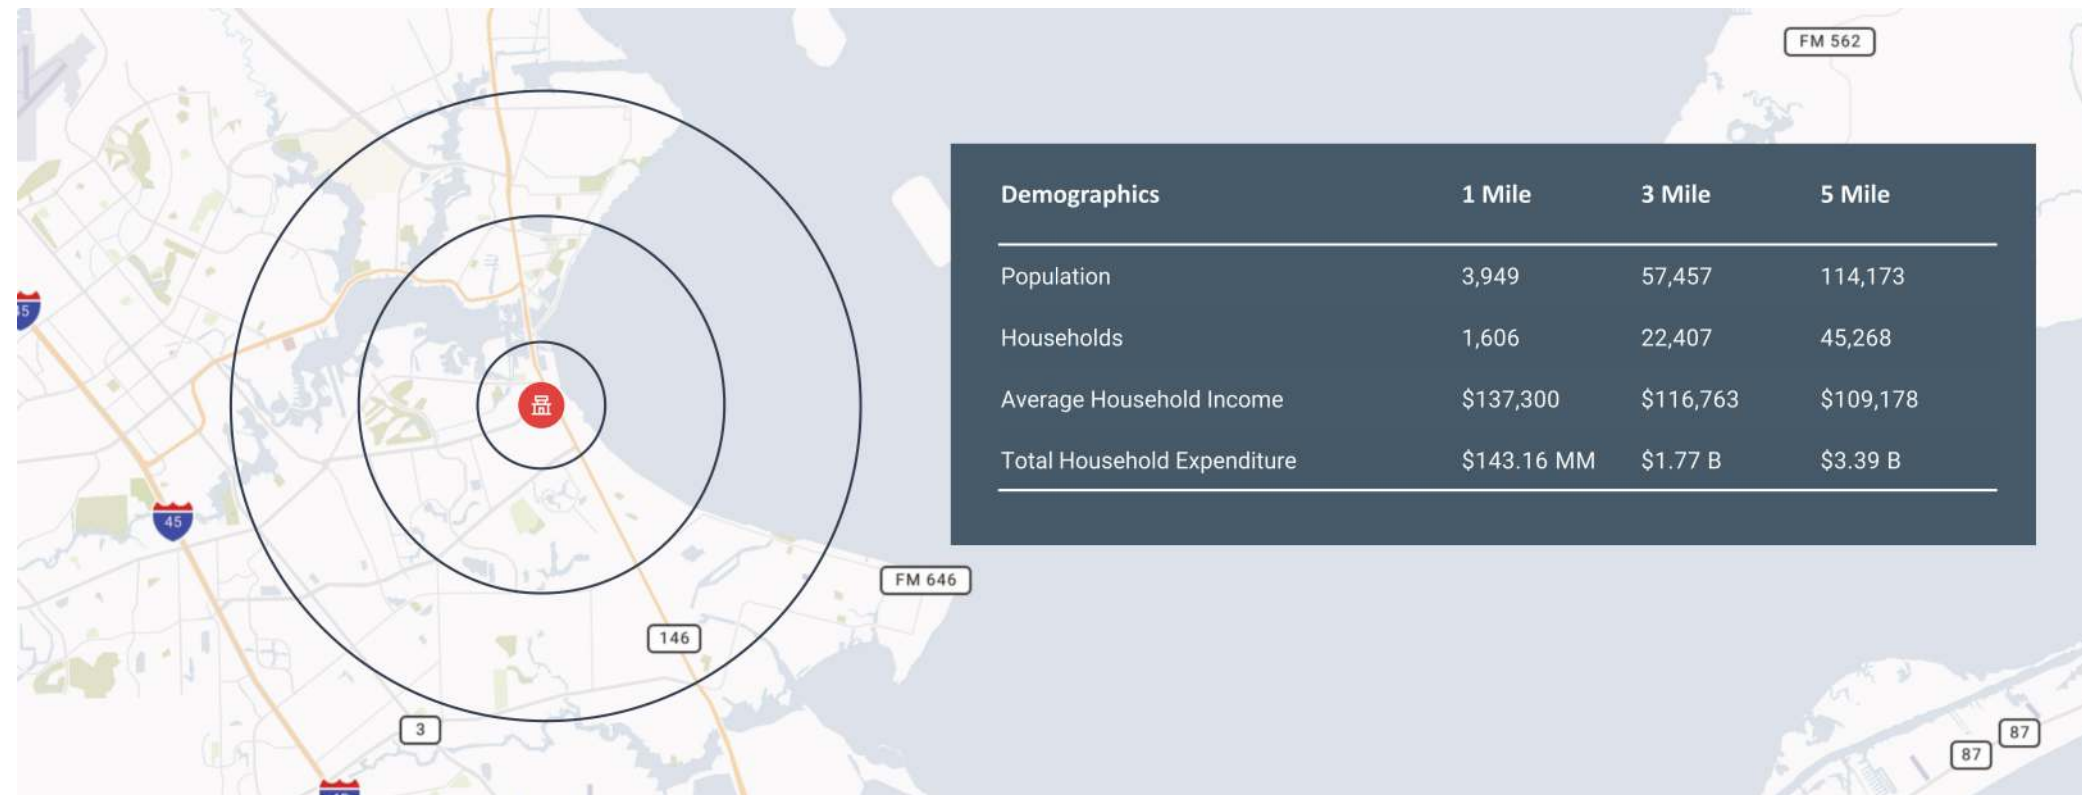 FM 562
Demographics 1 Mile 3 Mile 5 Mile
Population 3,949 57,457 114,173
45
Households 1,606 22,407 45,268
Average Household Income $137,300 $116,763 $109,178
Total Household Expenditure $143.16 MM $1.77 B $3.39 B
45
FM 646
146
3
87
87